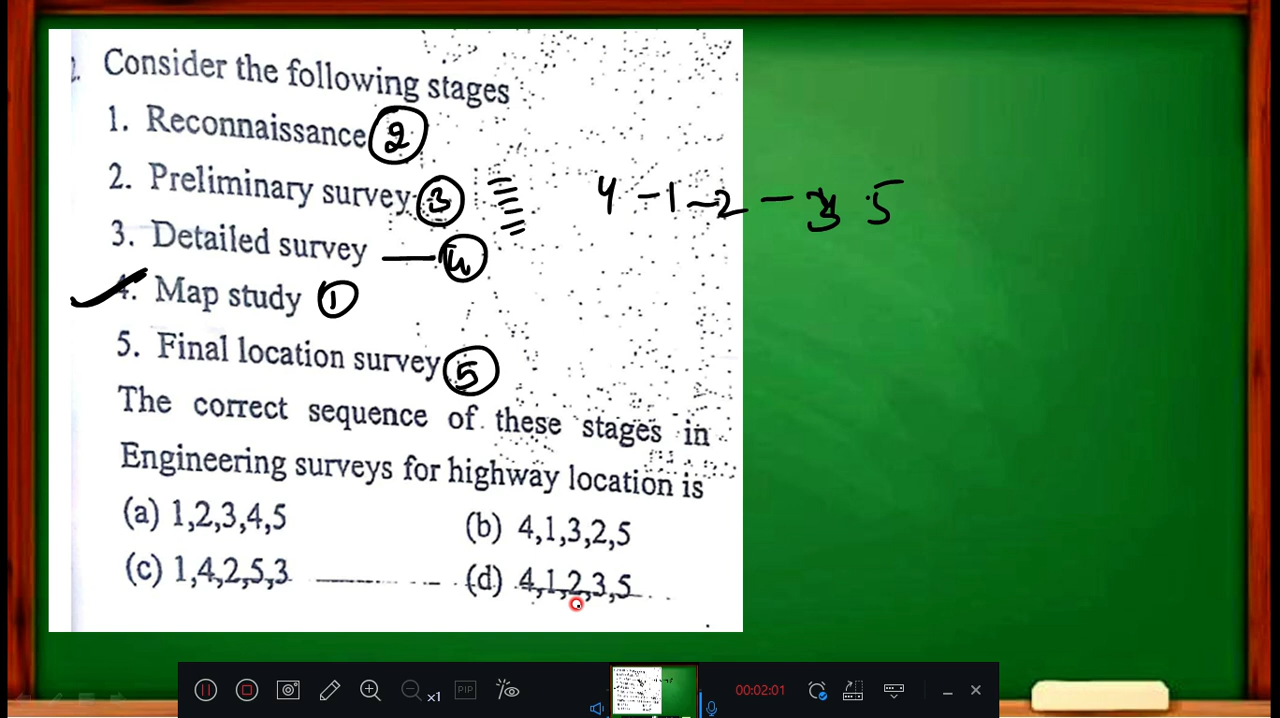 Consider the following stages
1. Reconnaissance 2
2. Preliminary survey 3
4 - 1 - 2 - 3 5
3. Detailed survey — 4
4. Map study 1
5. Final location survey 5
The correct sequence of these stages in
Engineering surveys for highway location is
(a) 1,2,3,4,5 (b) 4,1,3,2,5
(c) 1,4,2,5,3 (d) 4,1,2,3,5
x1 PIP 00:02:01